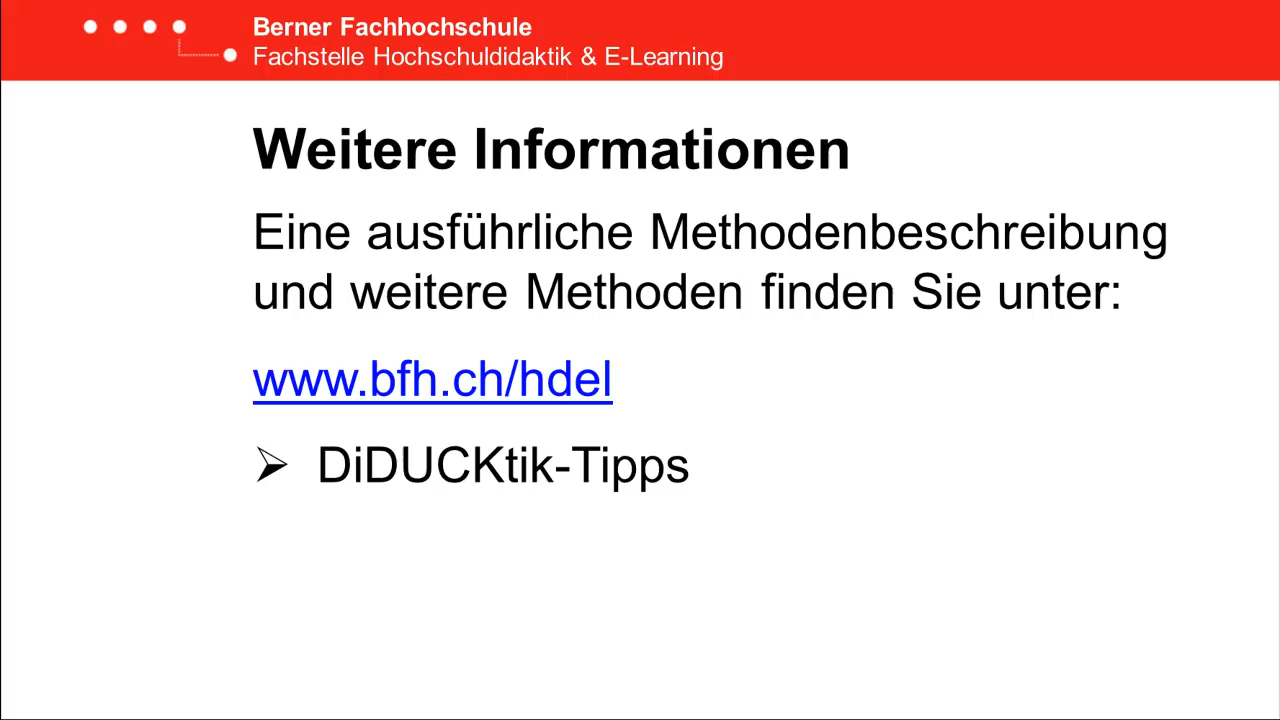 Berner Fachhochschule
Fachstelle Hochschuldidaktik & E-Learning
Weitere Informationen
Eine ausführliche Methodenbeschreibung
und weitere Methoden finden Sie unter:
www.bfh.ch/hdel
➢ DiDUCKtik-Tipps